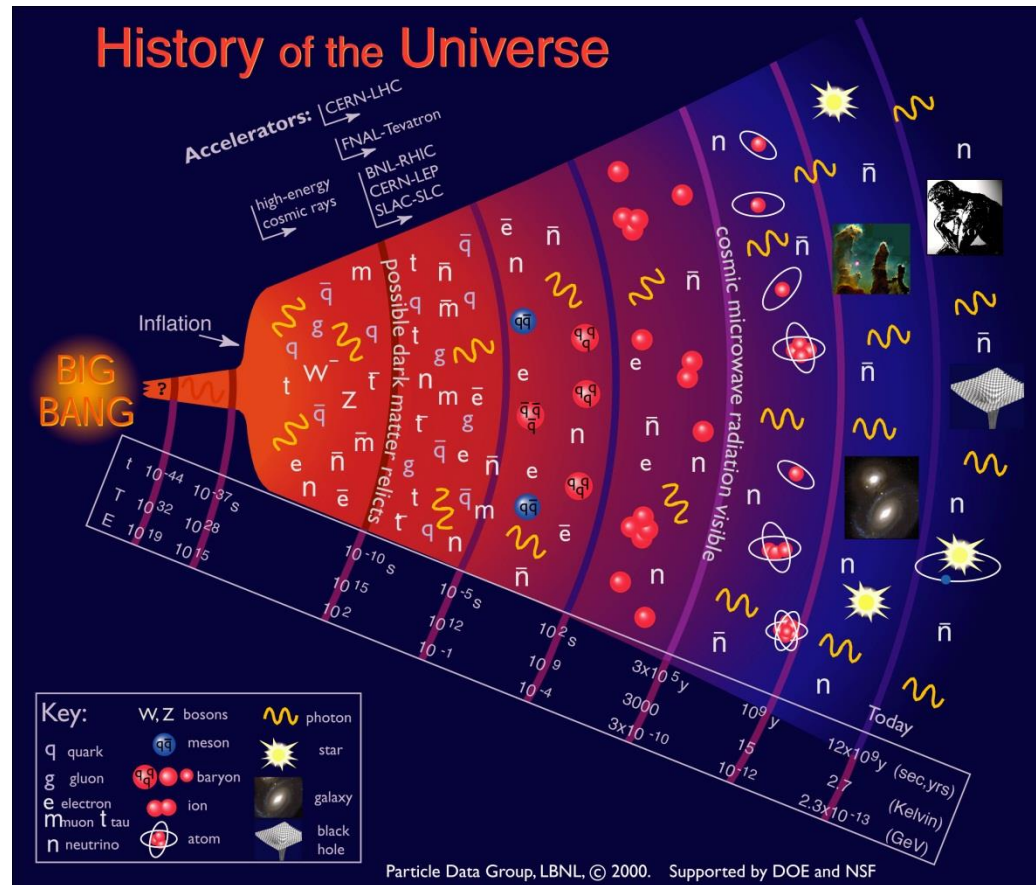 History of the Universe
Accelerators:
CERN-LHC
FNAL-Tevatron
BNL-RHIC
CERN-LEP
SLAC-SLC
high-energy
cosmic rays
Inflation
BIG
BANG
?
possible dark matter relicts
cosmic microwave radiation visible
t 10⁻⁴⁴ 10⁻³⁷ s 10⁻¹⁰ s 10⁻⁵ s 10² s 3x10⁵ y 10⁹ y 12x10⁹ y (sec,yrs)
T 10³² 10²⁸ 10¹⁵ 10¹² 10⁹ 3000 15 2.7 (Kelvin)
E 10¹⁹ 10¹⁵ 10² 10⁻¹ 10⁻⁴ 3x10⁻¹⁰ 10⁻¹² 2.3x10⁻¹³ (GeV)
Today
Key:
q quark
g gluon
e electron
m muon t tau
n neutrino
W, Z bosons
qq̄ meson
qqq baryon
ion
atom
photon
star
galaxy
black
hole
Particle Data Group, LBNL, © 2000. Supported by DOE and NSF